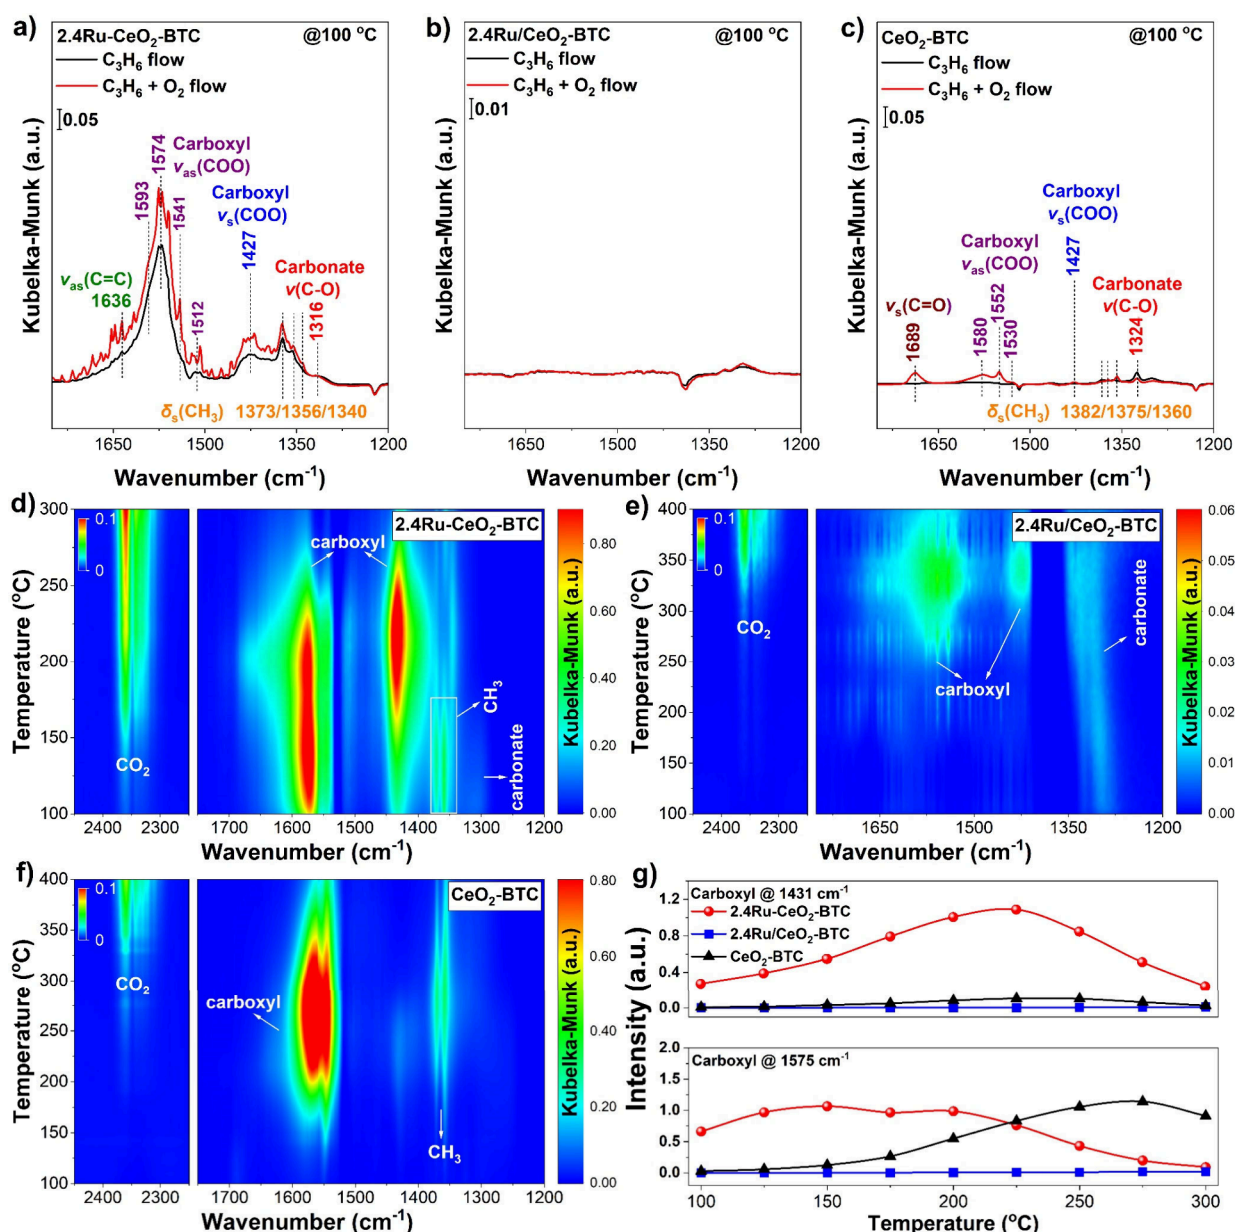 a)
2.4Ru-CeO₂-BTC @100 °C
C₃H₆ flow
C₃H₆ + O₂ flow
0.05
Kubelka-Munk (a.u.)
Carboxyl
νas(COO)
1593
1574
1541
Carboxyl
νs(COO)
1427
νas(C=C)
1636
1512
Carbonate
ν(C-O)
1316
δs(CH₃) 1373/1356/1340
1650 1500 1350 1200
Wavenumber (cm⁻¹)
b)
2.4Ru/CeO₂-BTC @100 °C
C₃H₆ flow
C₃H₆ + O₂ flow
0.01
Kubelka-Munk (a.u.)
1650 1500 1350 1200
Wavenumber (cm⁻¹)
c)
CeO₂-BTC @100 °C
C₃H₆ flow
C₃H₆ + O₂ flow
0.05
Kubelka-Munk (a.u.)
Carboxyl
νs(COO)
1427
Carboxyl
νas(COO)
νs(C=O)
1689
1580
1552
1530
Carbonate
ν(C-O)
1324
δs(CH₃) 1382/1375/1360
1650 1500 1350 1200
Wavenumber (cm⁻¹)
d)
2.4Ru-CeO₂-BTC
Temperature (°C)
300
250
200
150
100
0.1
0
CO₂
carboxyl
CH₃
carbonate
2400 2300 1700 1600 1500 1400 1300 1200
Wavenumber (cm⁻¹)
Kubelka-Munk (a.u.)
0.80
0.60
0.40
0.20
0.00
e)
2.4Ru/CeO₂-BTC
Temperature (°C)
400
350
300
250
200
150
100
0.1
0
CO₂
carboxyl
carbonate
2400 2300 1650 1500 1350 1200
Wavenumber (cm⁻¹)
Kubelka-Munk (a.u.)
0.06
0.05
0.04
0.03
0.02
0.01
0.00
f)
CeO₂-BTC
Temperature (°C)
400
350
300
250
200
150
100
0.1
0
CO₂
carboxyl
CH₃
2400 2300 1700 1600 1500 1400 1300 1200
Wavenumber (cm⁻¹)
Kubelka-Munk (a.u.)
0.80
0.60
0.40
0.20
0.00
g)
Carboxyl @ 1431 cm⁻¹
2.4Ru-CeO₂-BTC
2.4Ru/CeO₂-BTC
CeO₂-BTC
1.2
0.8
0.4
0.0
Intensity (a.u.)
Carboxyl @ 1575 cm⁻¹
2.0
1.5
1.0
0.5
0.0
100 150 200 250 300
Temperature (°C)